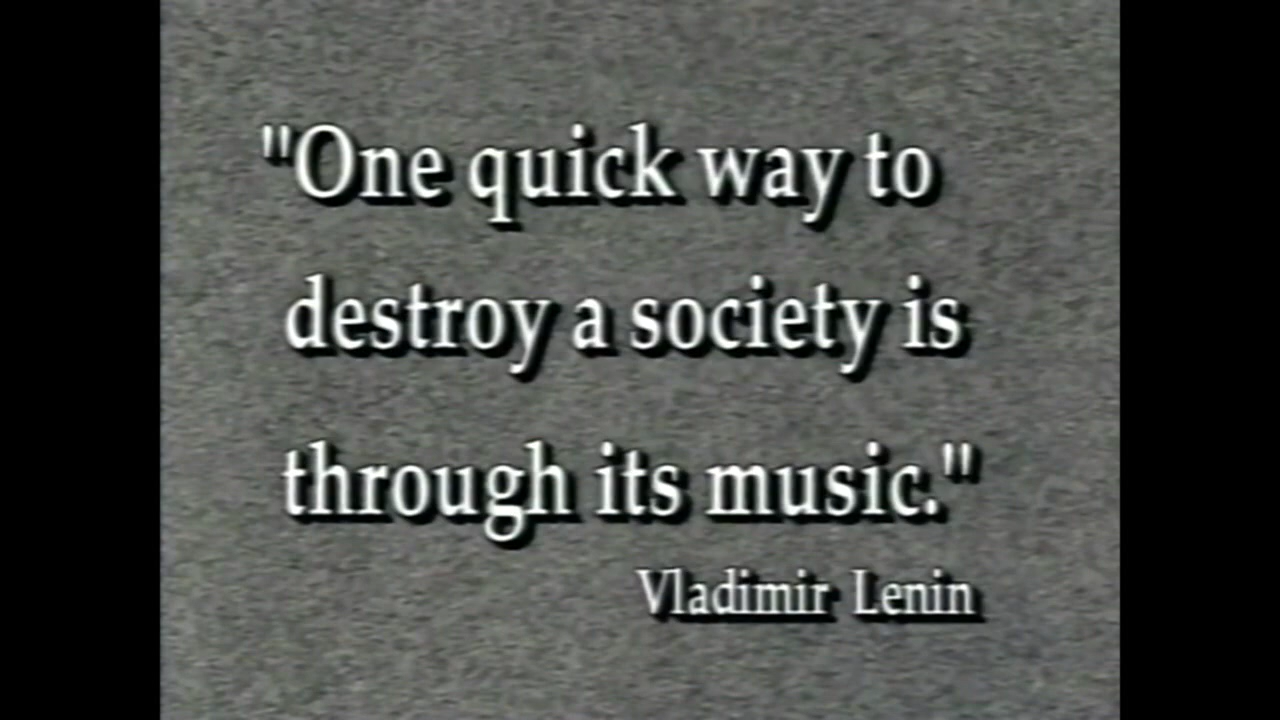 "One quick way to
destroy a society is
through its music."
Vladimir Lenin